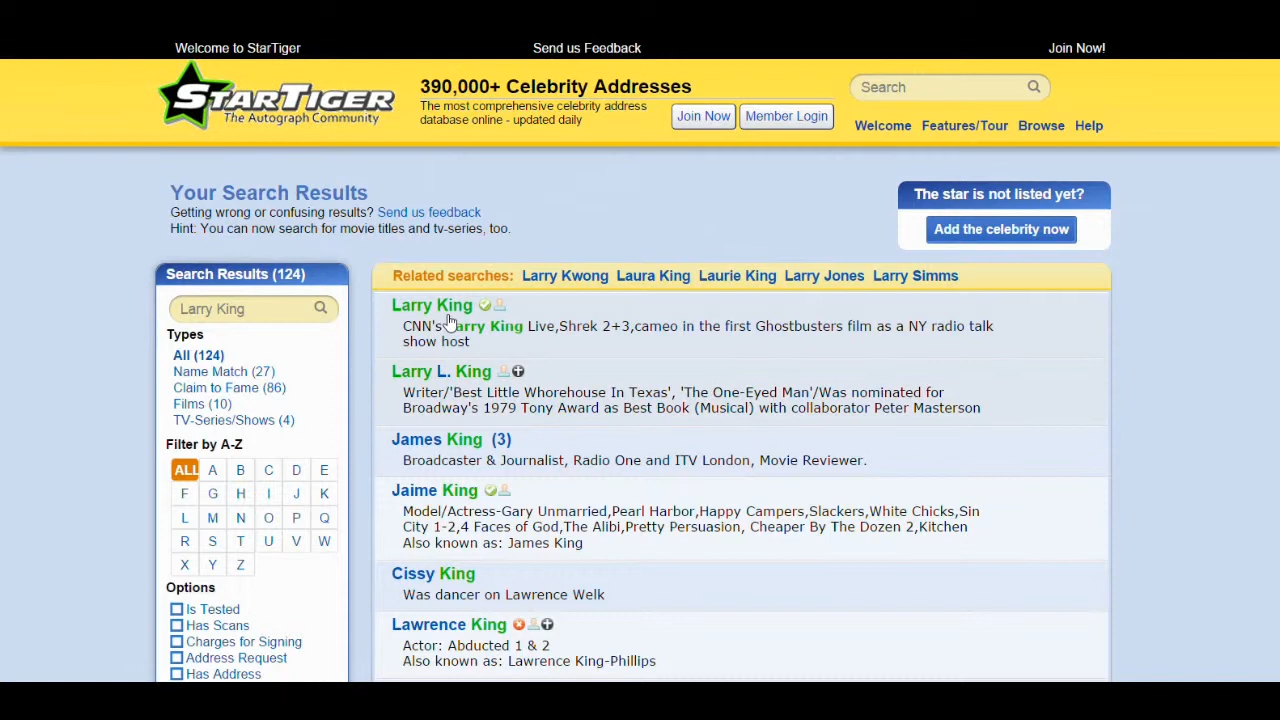 Welcome to StarTiger
Send us Feedback
Join Now!
STARTIGER
The Autograph Community
390,000+ Celebrity Addresses
The most comprehensive celebrity address
database online - updated daily
Join Now
Member Login
Search
Welcome
Features/Tour
Browse
Help
Your Search Results
Getting wrong or confusing results? Send us feedback
Hint: You can now search for movie titles and tv-series, too.
The star is not listed yet?
Add the celebrity now
Search Results (124)
Larry King
Types
All (124)
Name Match (27)
Claim to Fame (86)
Films (10)
TV-Series/Shows (4)
Filter by A-Z
ALL A B C D E
F G H I J K
L M N O P Q
R S T U V W
X Y Z
Options
Is Tested
Has Scans
Charges for Signing
Address Request
Has Address
Related searches: Larry Kwong Laura King Laurie King Larry Jones Larry Simms
Larry King
CNN's Larry King Live,Shrek 2+3,cameo in the first Ghostbusters film as a NY radio talk
show host
Larry L. King
Writer/'Best Little Whorehouse In Texas', 'The One-Eyed Man'/Was nominated for
Broadway's 1979 Tony Award as Best Book (Musical) with collaborator Peter Masterson
James King (3)
Broadcaster & Journalist, Radio One and ITV London, Movie Reviewer.
Jaime King
Model/Actress-Gary Unmarried,Pearl Harbor,Happy Campers,Slackers,White Chicks,Sin
City 1-2,4 Faces of God,The Alibi,Pretty Persuasion, Cheaper By The Dozen 2,Kitchen
Also known as: James King
Cissy King
Was dancer on Lawrence Welk
Lawrence King
Actor: Abducted 1 & 2
Also known as: Lawrence King-Phillips